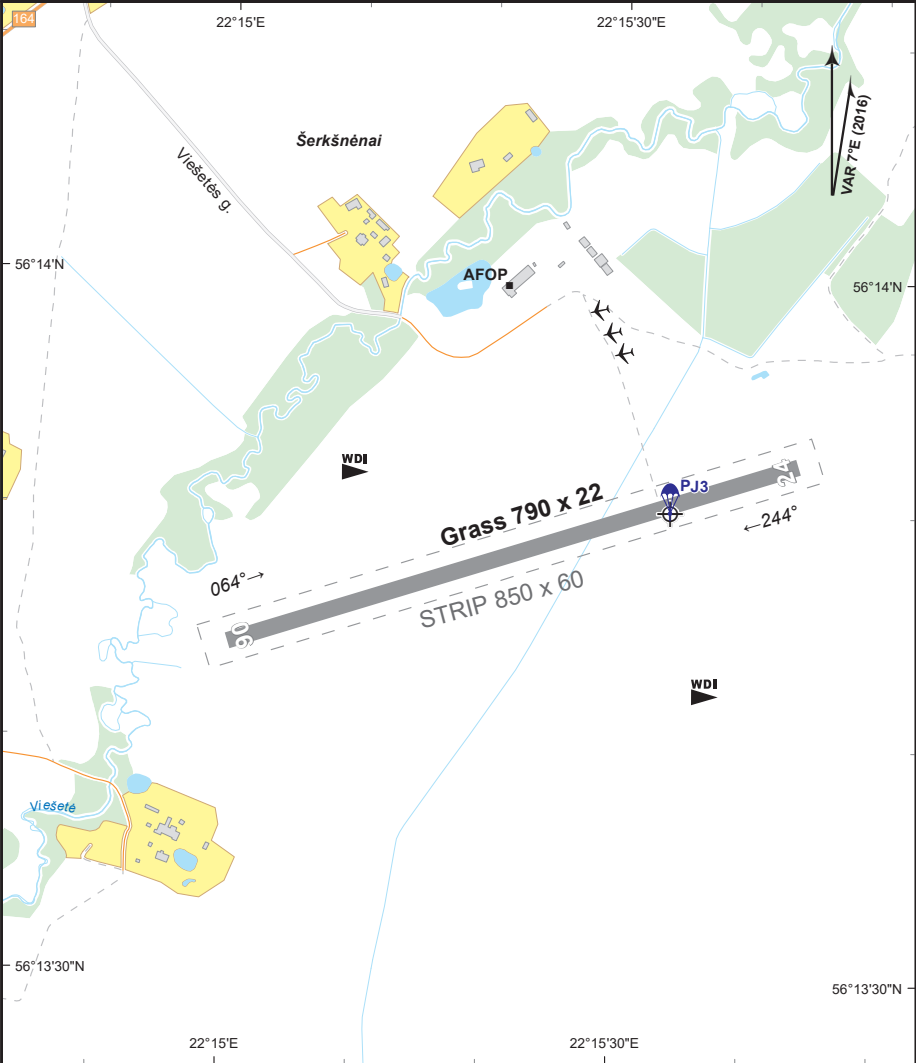 164
22°15'E
22°15'30"E
VAR 7°E (2016)
Šerkšnėnai
Viešetės g.
56°14'N
AFOP
56°14'N
WDI
PJ3
24
Grass 790 x 22
←244°
064°→
STRIP 850 x 60
06
WDI
Viešetė
56°13'30"N
56°13'30"N
22°15'E
22°15'30"E